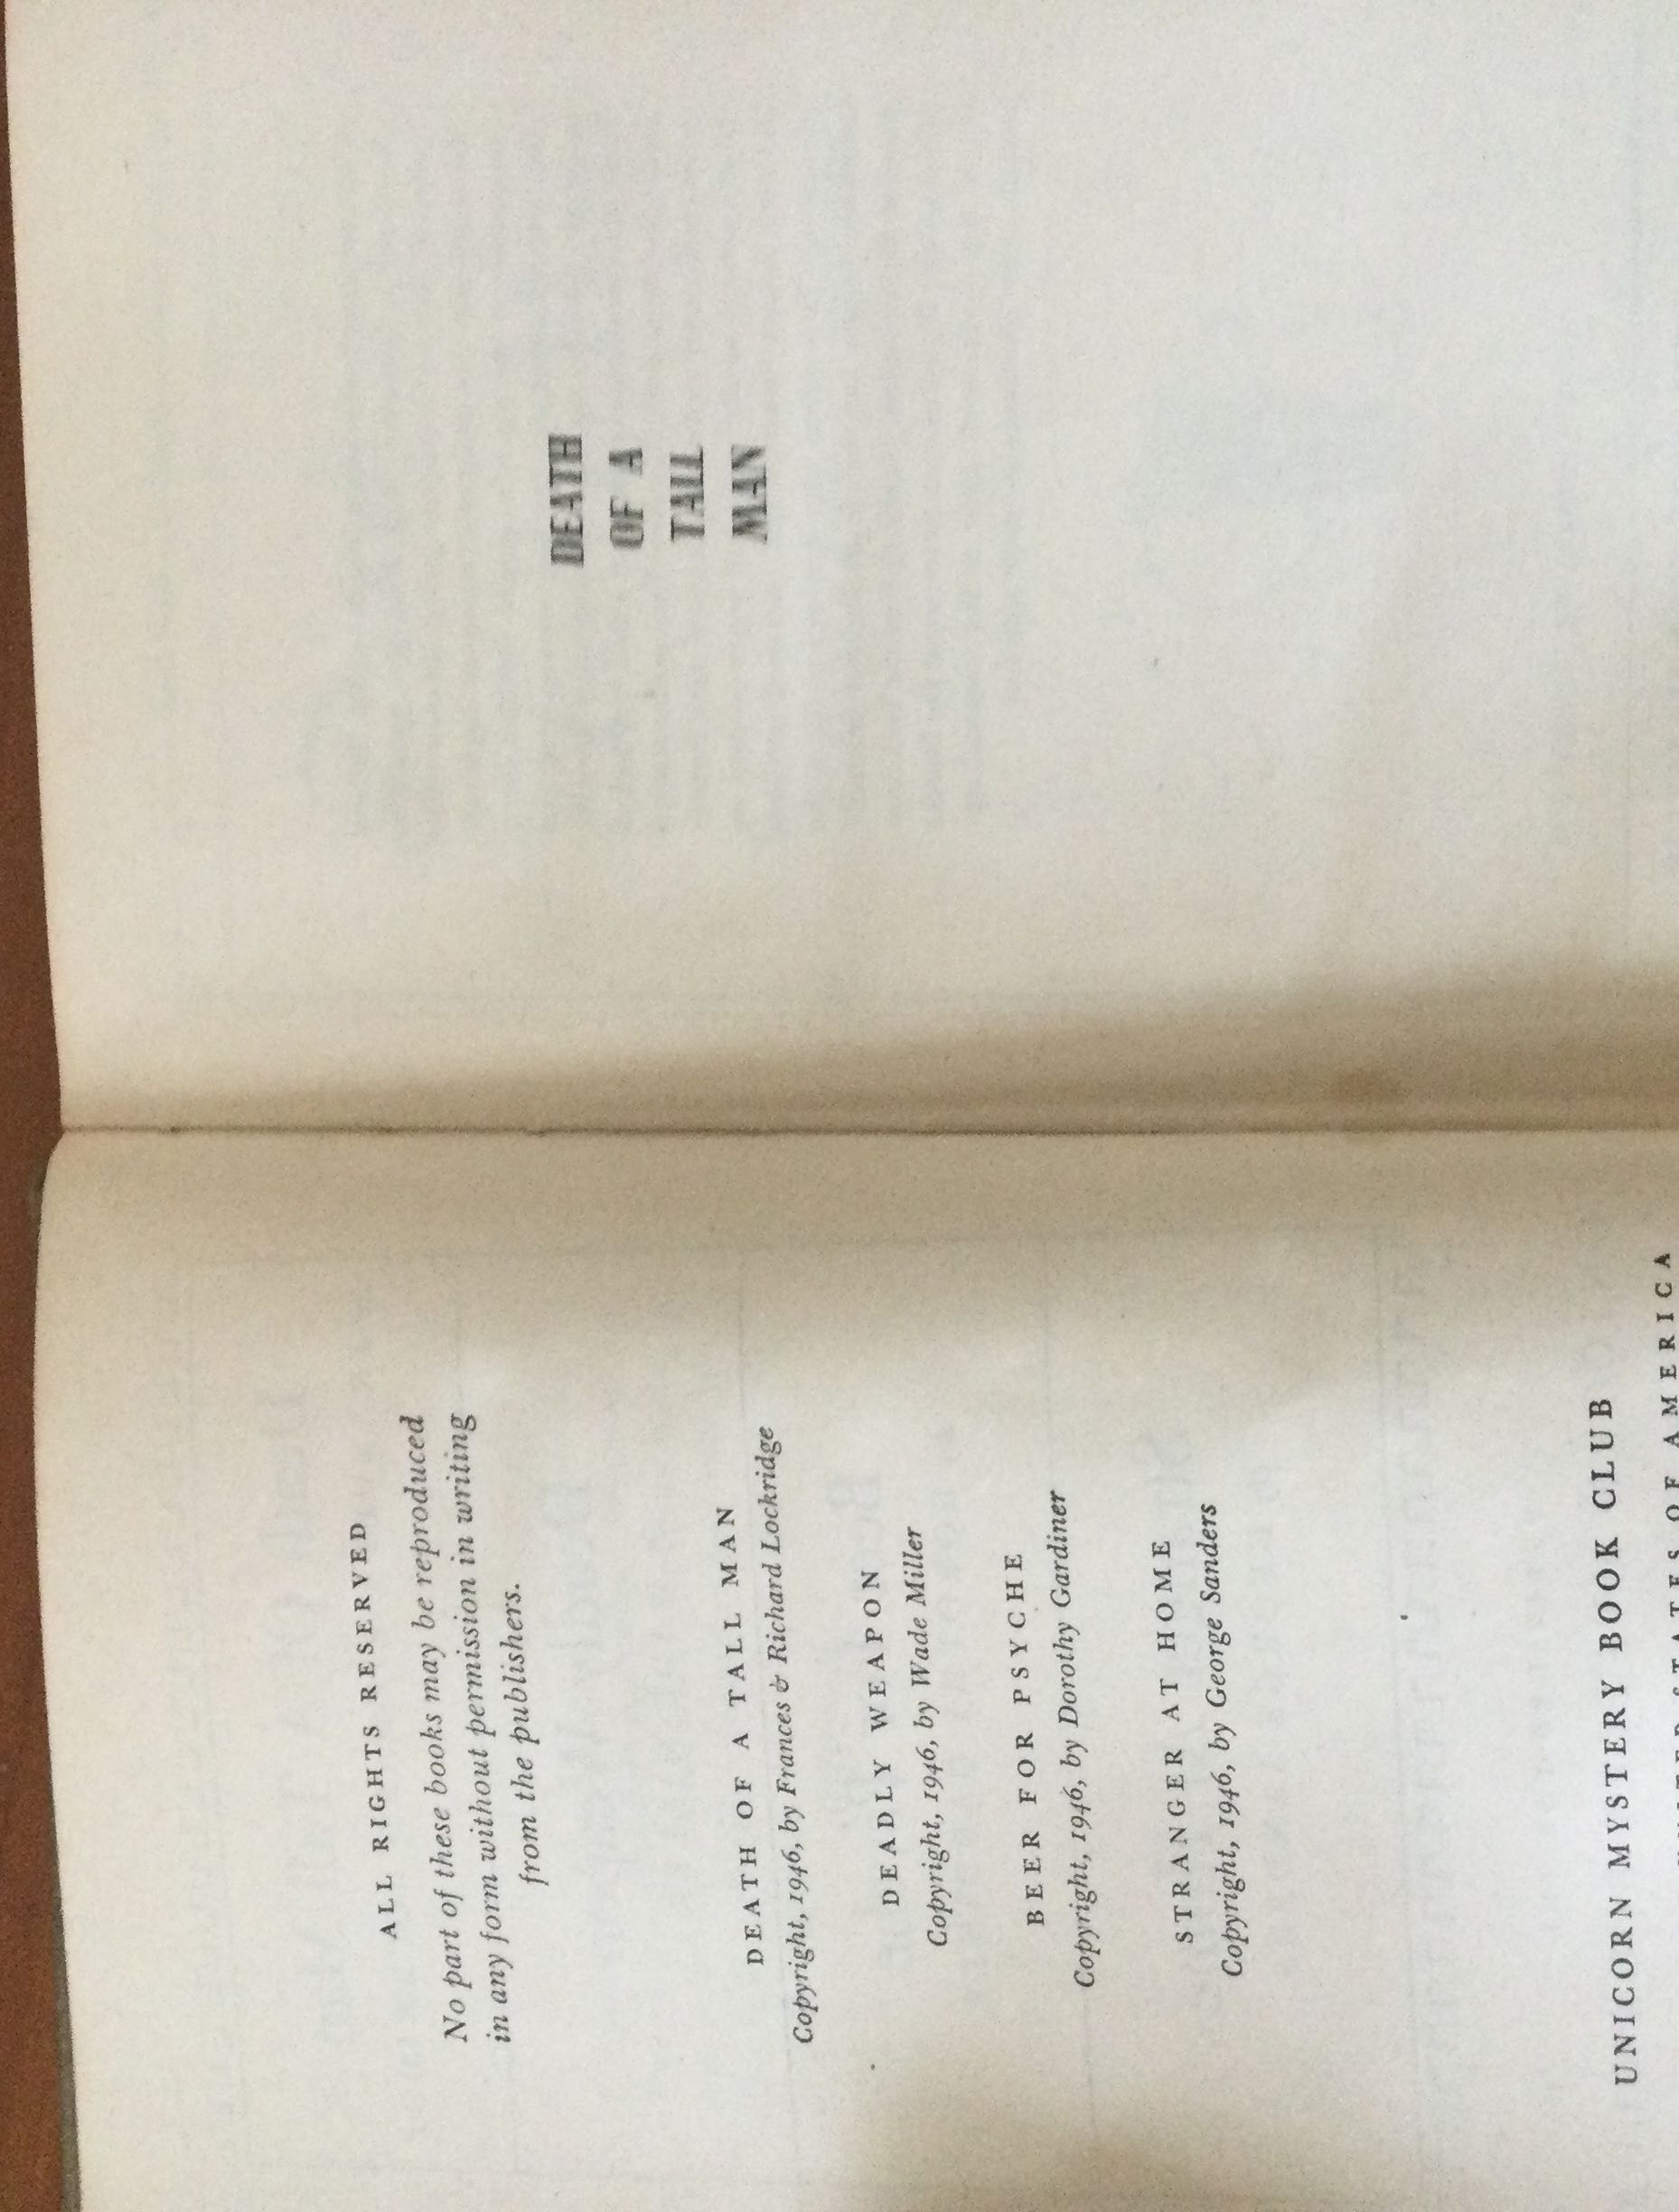 ALL RIGHTS RESERVED
No part of these books may be reproduced
in any form without permission in writing
from the publishers.
DEATH OF A TALL MAN
Copyright, 1946, by Frances & Richard Lockridge
DEADLY WEAPON
Copyright, 1946, by Wade Miller
BEER FOR PSYCHE
Copyright, 1946, by Dorothy Gardiner
STRANGER AT HOME
Copyright, 1946, by George Sanders
UNICORN MYSTERY BOOK CLUB
STATES OF AMERICA
DEATH
OF A
TALL
MAN